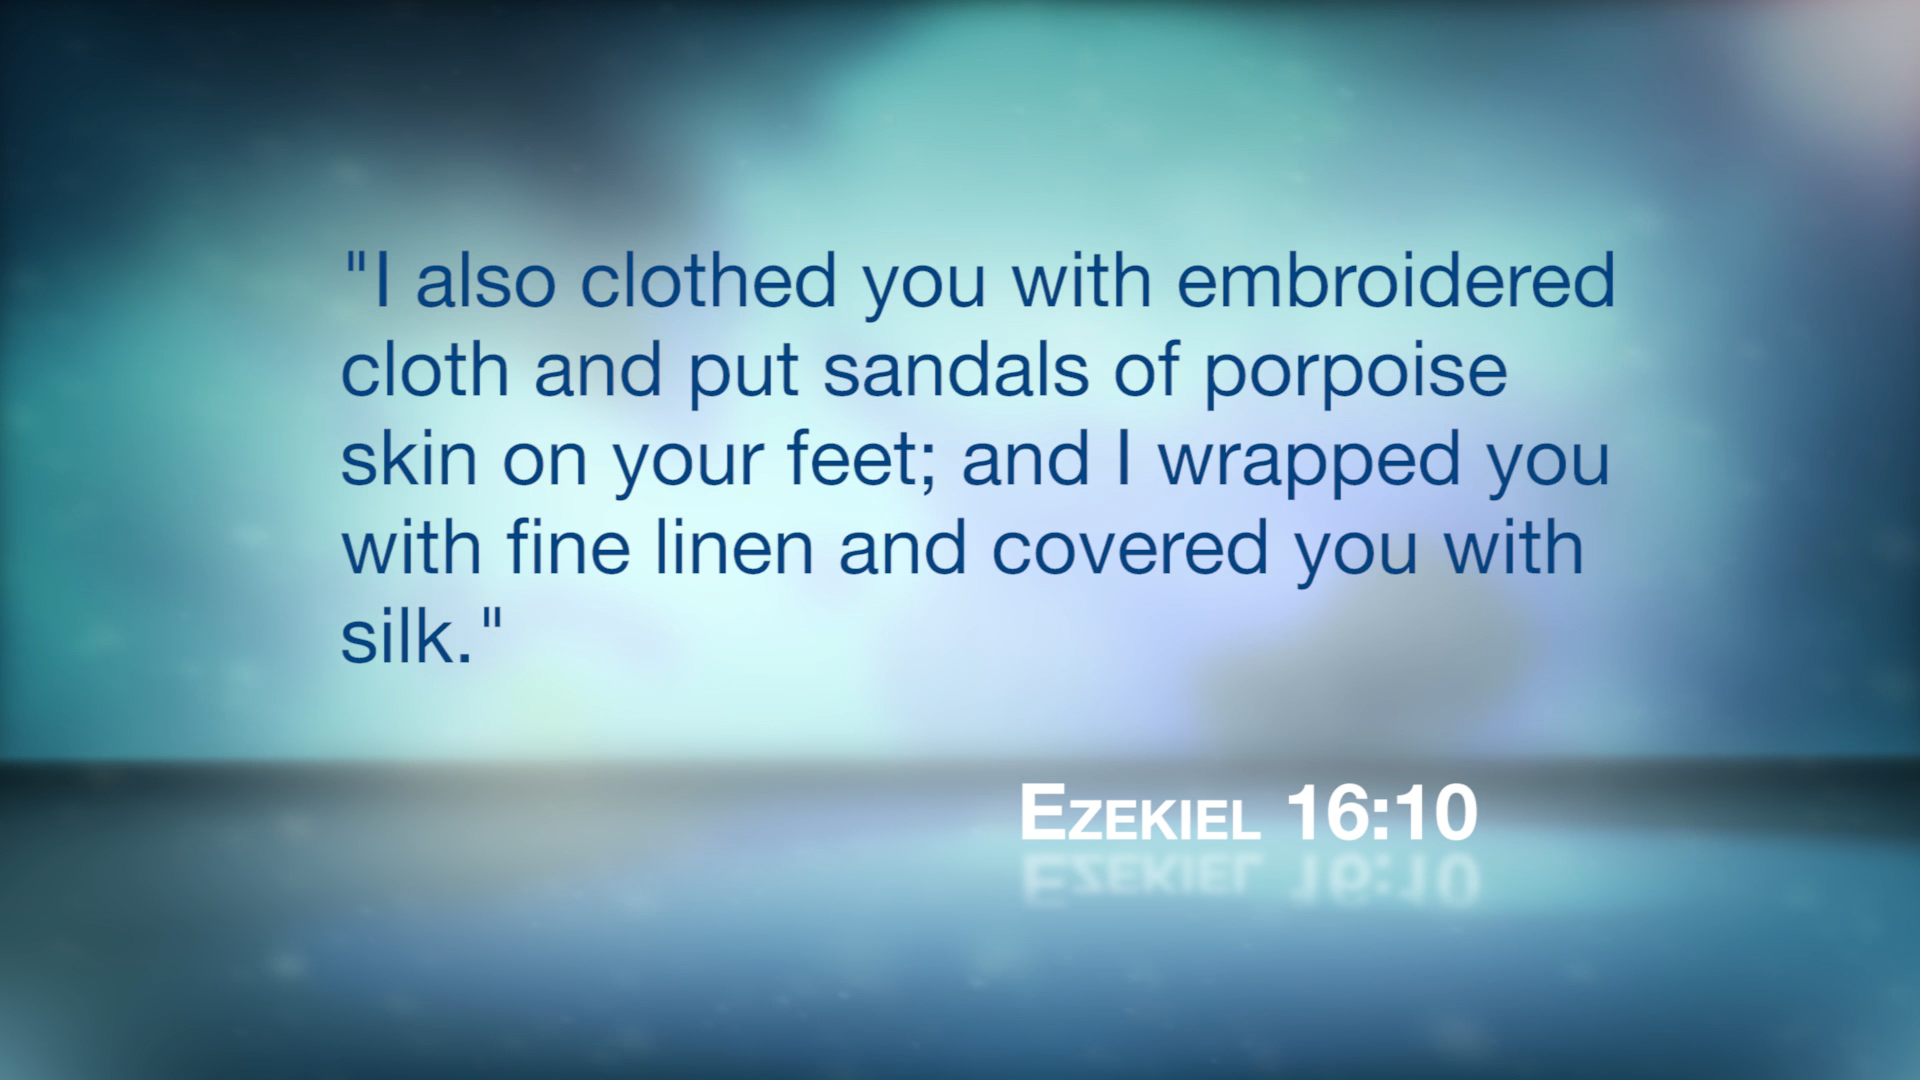 "I also clothed you with embroidered
cloth and put sandals of porpoise
skin on your feet; and I wrapped you
with fine linen and covered you with
silk."
Ezekiel 16:10